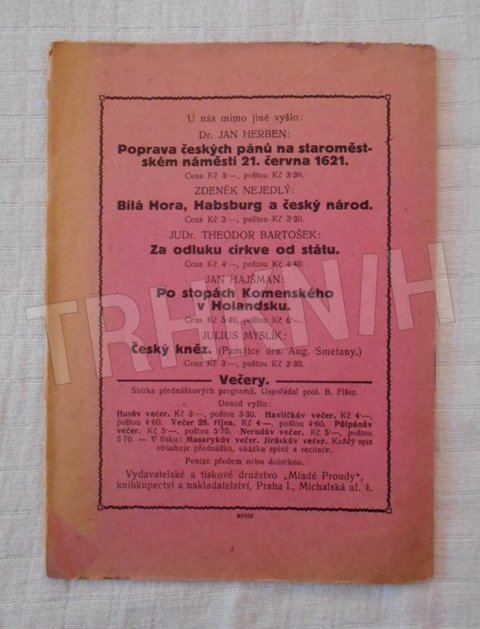 U nás mimo jiné vyšlo:
Dr. JAN HERBEN:
Poprava českých pánů na staroměst-
ském náměstí 21. června 1621.
Cena Kč 3·—, poštou Kč 3·30.
ZDENĚK NEJEDLÝ:
Bílá Hora, Habsburg a český národ.
Cena Kč 3·—, poštou Kč 3·30.
JUDr. THEODOR BARTOŠEK:
Za odluku církve od státu.
Cena Kč 4·—, poštou Kč 4·40.
JAN HAJŠMAN:
Po stopách Komenského
v Holandsku.
Cena Kč 5·40, poštou Kč 6·—.
JULIUS MYSLÍK:
Český kněz. (Památce dra. Aug. Smetany.)
Cena Kč 3·—, poštou Kč 3·30.
Večery.
Sbírka přednáškových programů. Uspořádal prof. B. Fišer.
Dosud vyšlo:
Husův večer. Kč 3·—, poštou 3·30. Havlíčkův večer. Kč 4·—,
poštou 4·60. Večer 28. října. Kč 4·—, poštou 4·60. Půlpánův
večer. Kč 5·—, poštou 5·70. Nerudův večer. Kč 5·—, poštou
5·70. — V tisku: Masarykův večer. Jiráskův večer. Každý spis
obsahuje přednášku, ukázku spisů a recitace.
Peníze předem nebo dobírkou.
Vydavatelské a tiskové družstvo „Mladé Proudy",
knihkupectví a nakladatelství, Praha I., Michalská ul. 4.
TRHKNIH